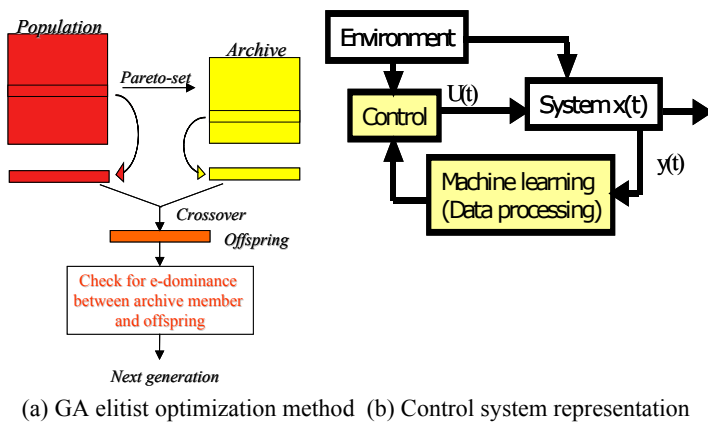 Population
Archive
Pareto-set
Crossover
Offspring
Check for e-dominance
between archive member
and offspring
Next generation
Environment
Control
U(t)
System x(t)
y(t)
Machine learning
(Data processing)
(a) GA elitist optimization method (b) Control system representation